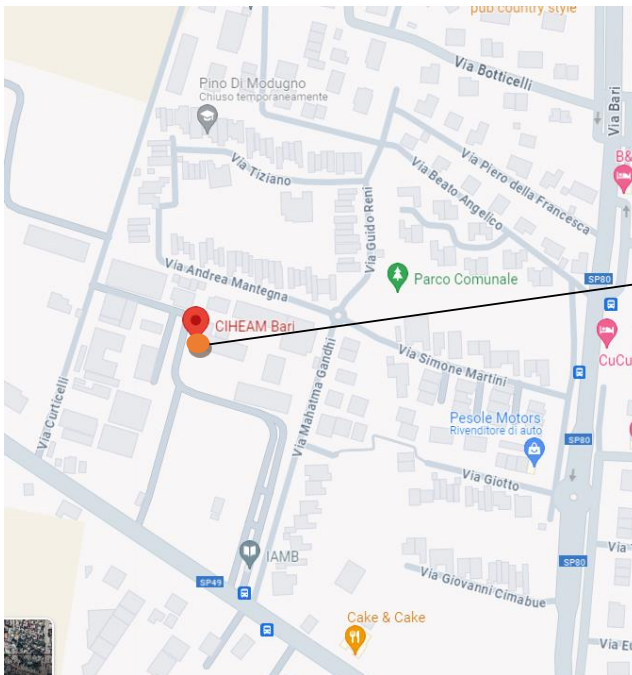 pub country style
Via Botticelli
Via Bari
Pino Di Modugno
Chiuso temporaneamente
Via Tiziano
Via Piero della Francesca
B&
Via Beato Angelico
Via Guido Reni
Via Andrea Mantegna
Parco Comunale
SP80
CIHEAM Bari
CuCu
Via Simone Martini
Via Mahatma Gandhi
Via Curticelli
Pesole Motors
Rivenditore di auto
SP80
Via Giotto
IAMB
SP49
SP80
Via
Via Giovanni Cimabue
Cake & Cake
Via Eu